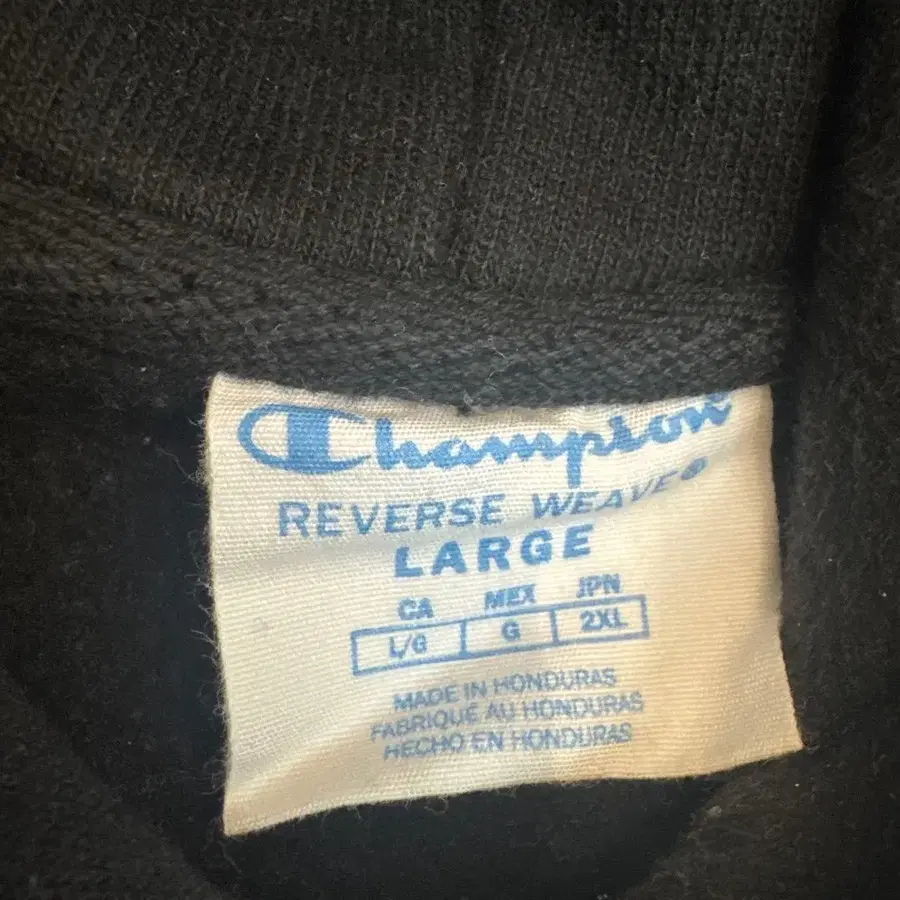 Champion
REVERSE WEAVE®
LARGE
CA MEX JPN
L/G G 2XL
MADE IN HONDURAS
FABRIQUÉ AU HONDURAS
HECHO EN HONDURAS